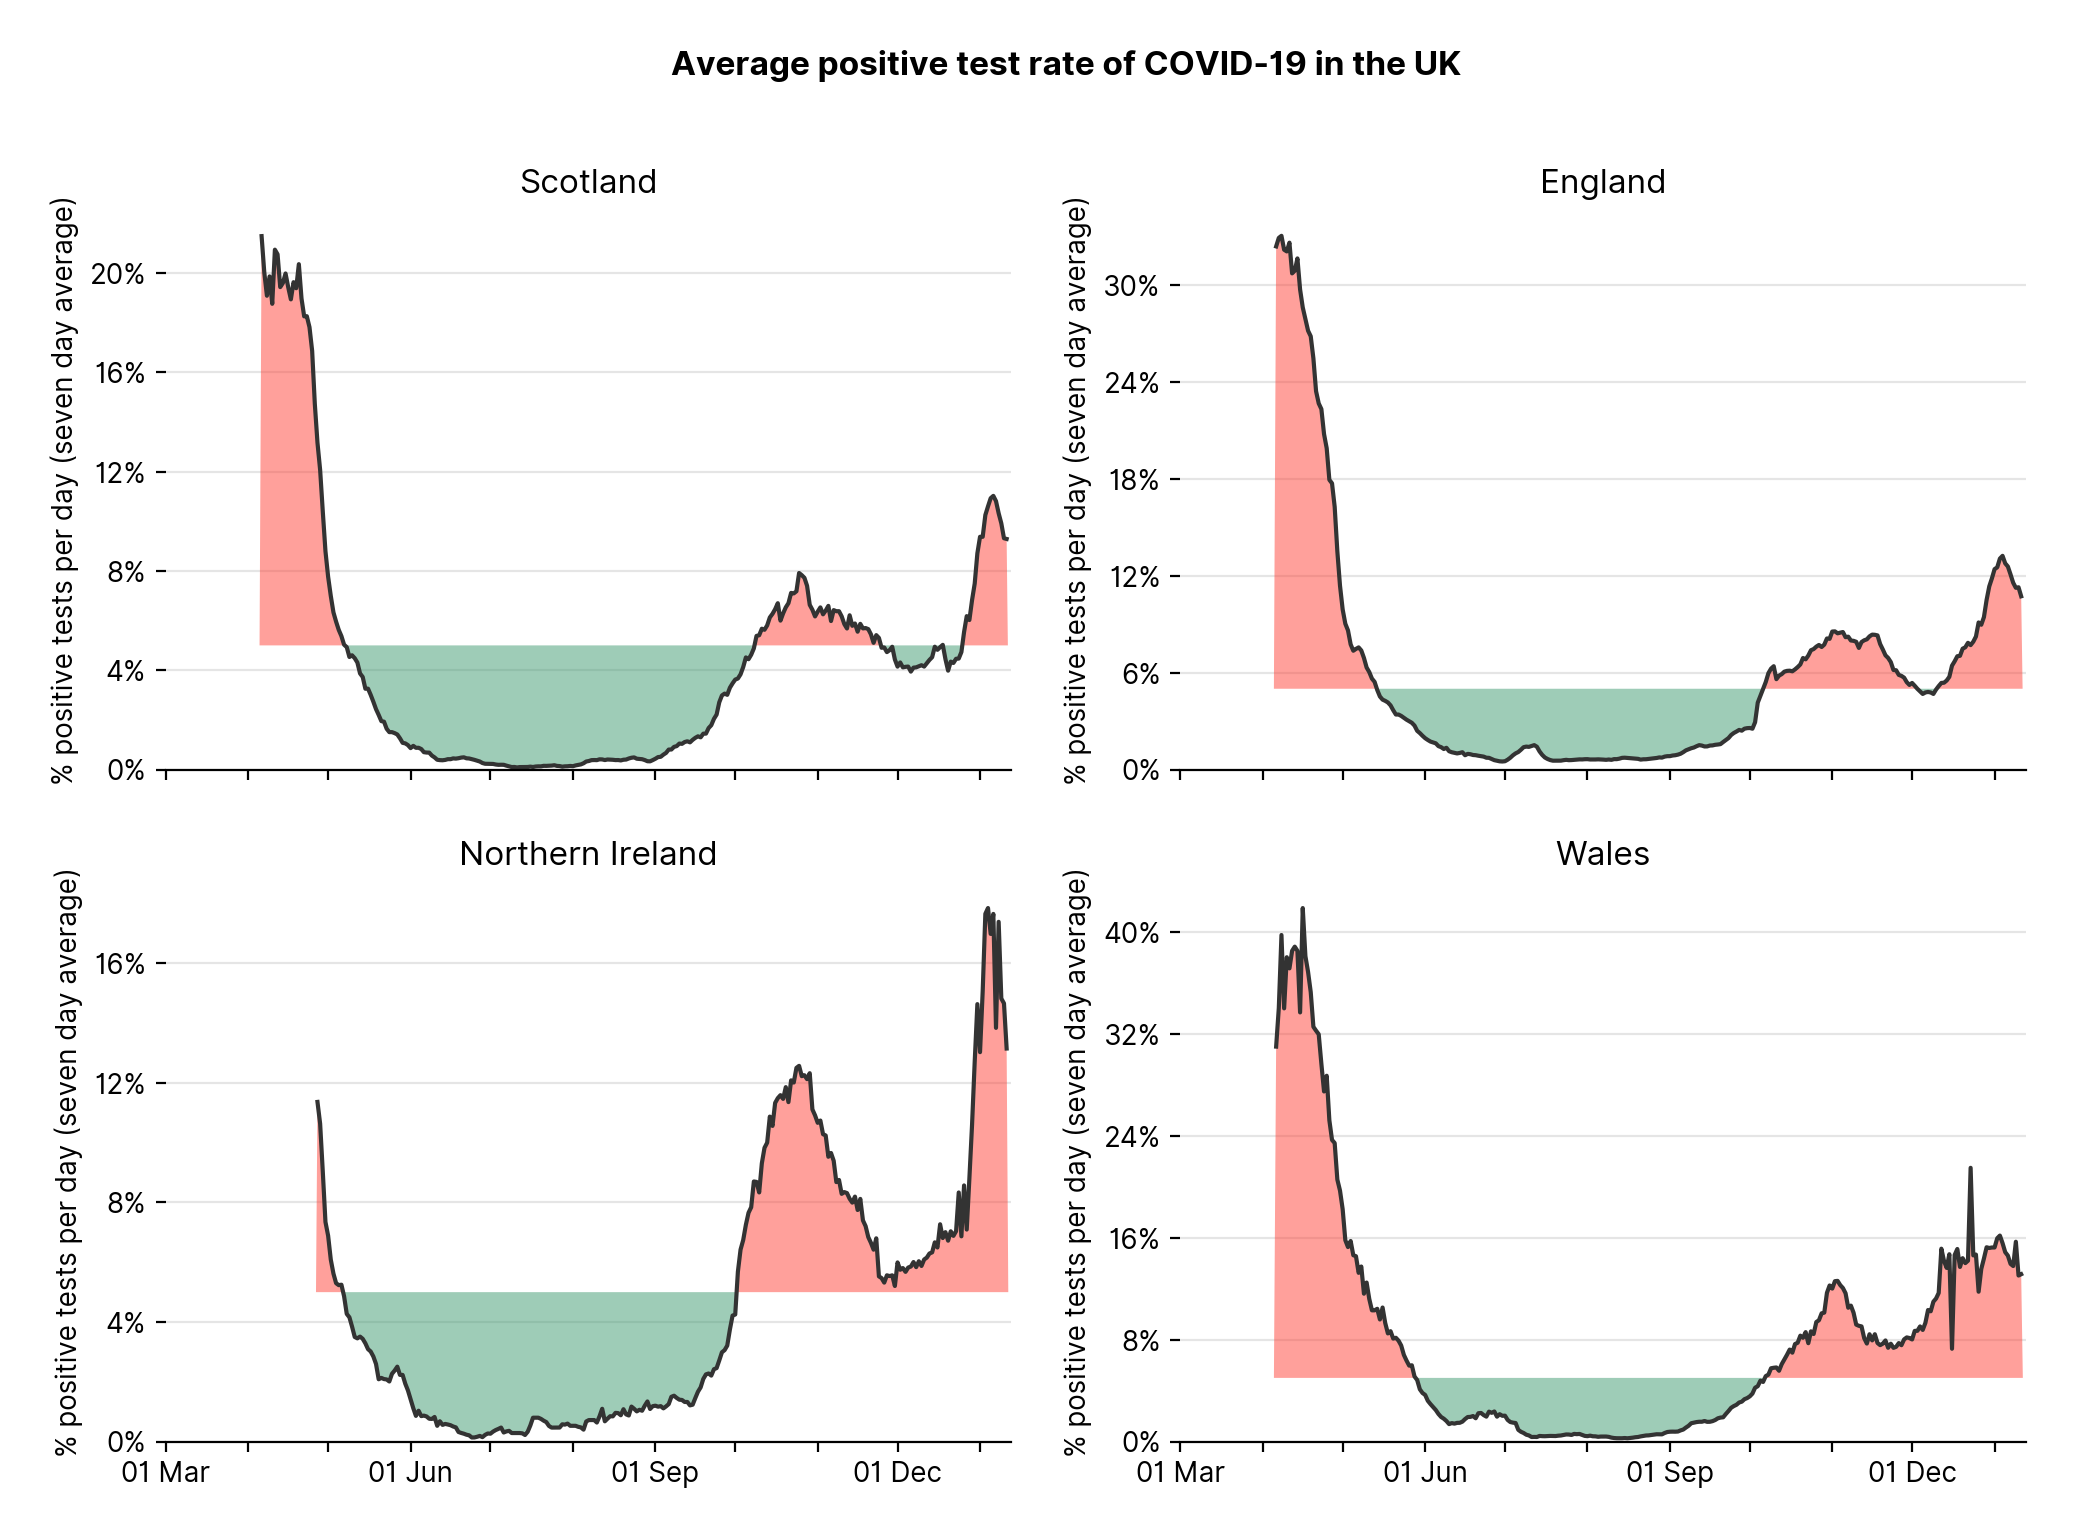 Average positive test rate of COVID-19 in the UK
Scotland
% positive tests per day (seven day average)
20%
16%
12%
8%
4%
0%
England
% positive tests per day (seven day average)
30%
24%
18%
12%
6%
0%
Northern Ireland
% positive tests per day (seven day average)
16%
12%
8%
4%
0%
01 Mar 01 Jun 01 Sep 01 Dec
Wales
% positive tests per day (seven day average)
40%
32%
24%
16%
8%
0%
01 Mar 01 Jun 01 Sep 01 Dec